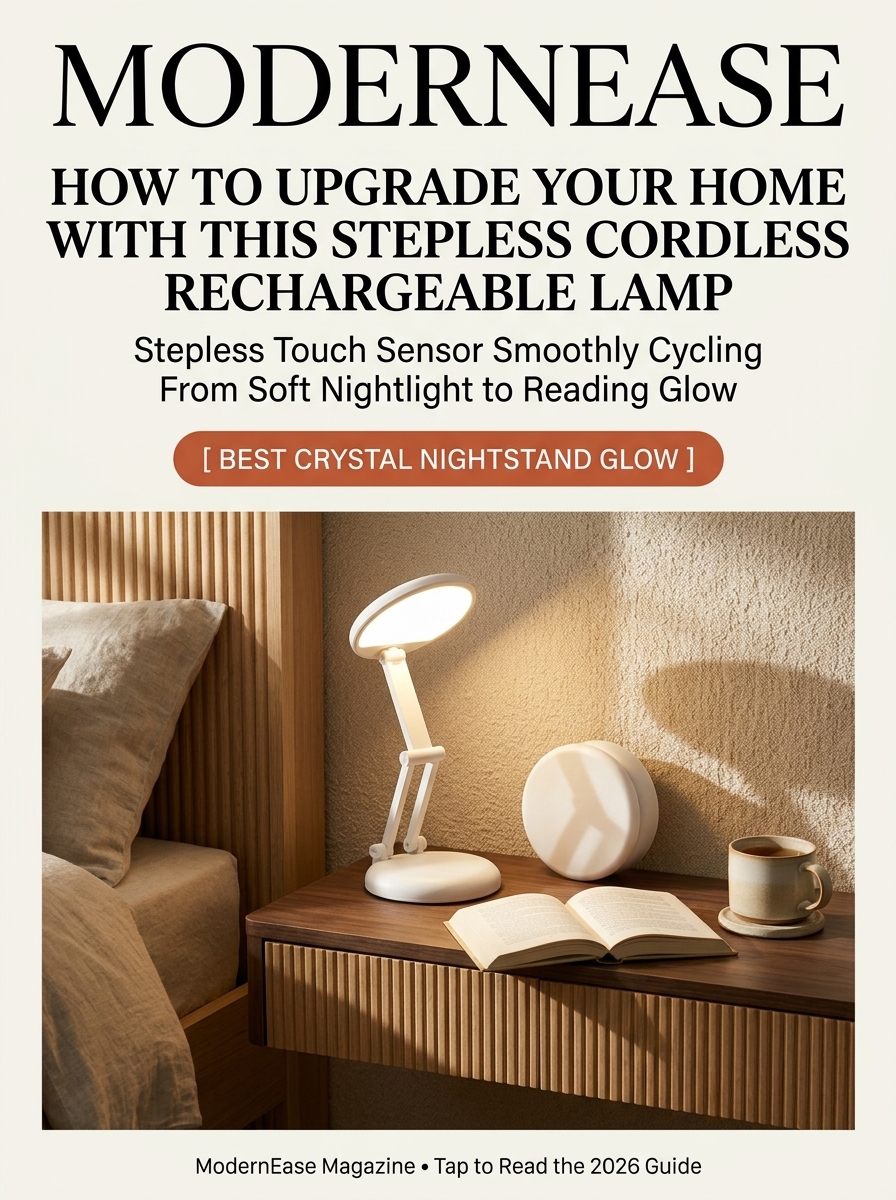 MODERNEASE
HOW TO UPGRADE YOUR HOME
WITH THIS STEPLESS CORDLESS
RECHARGEABLE LAMP
Stepless Touch Sensor Smoothly Cycling
From Soft Nightlight to Reading Glow
[ BEST CRYSTAL NIGHTSTAND GLOW ]
ModernEase Magazine • Tap to Read the 2026 Guide